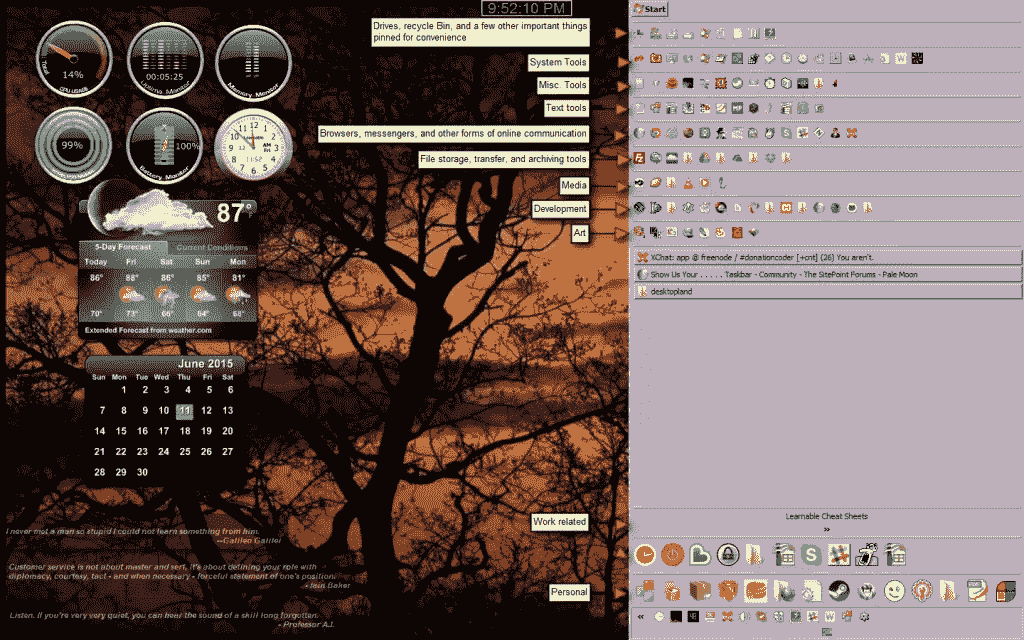 9:52:10 PM
Start
Drives, recycle Bin, and a few other important things
pinned for convenience
System Tools
Misc. Tools
Text tools
Browsers, messengers, and other forms of online communication
File storage, transfer, and archiving tools
Media
Development
Art
14%
CPU USAGE
00:05:25
Uptime Monitor
Memory Monitor
99%
100%
Battery Monitor
87°
5-Day Forecast
Current Conditions
Today Fri Sat Sun Mon
86° 88° 86° 85° 81°
70° 73° 66° 64° 68°
Extended Forecast from weather.com
June 2015
Sun Mon Tue Wed Thu Fri Sat
1 2 3 4 5 6
7 8 9 10 11 12 13
14 15 16 17 18 19 20
21 22 23 24 25 26 27
28 29 30
I never met a man so stupid I could not learn something from him.
--Galileo Galilei
Customer service is not about master and serf, it's about defining your role with
diplomacy, courtesy, tact - and when necessary - forceful statement of one's position.
- Iain Baker
Listen. If you're very very quiet, you can hear the sound of a skill long forgotten.
- Professor A.I.
XChat: app @ freenode / #donationcoder [+cnt] (26) You aren't.
Show Us Your . . . . . Taskbar - Community - The SitePoint Forums - Pale Moon
desktopland
Work related
Personal
Learnable Cheat Sheets